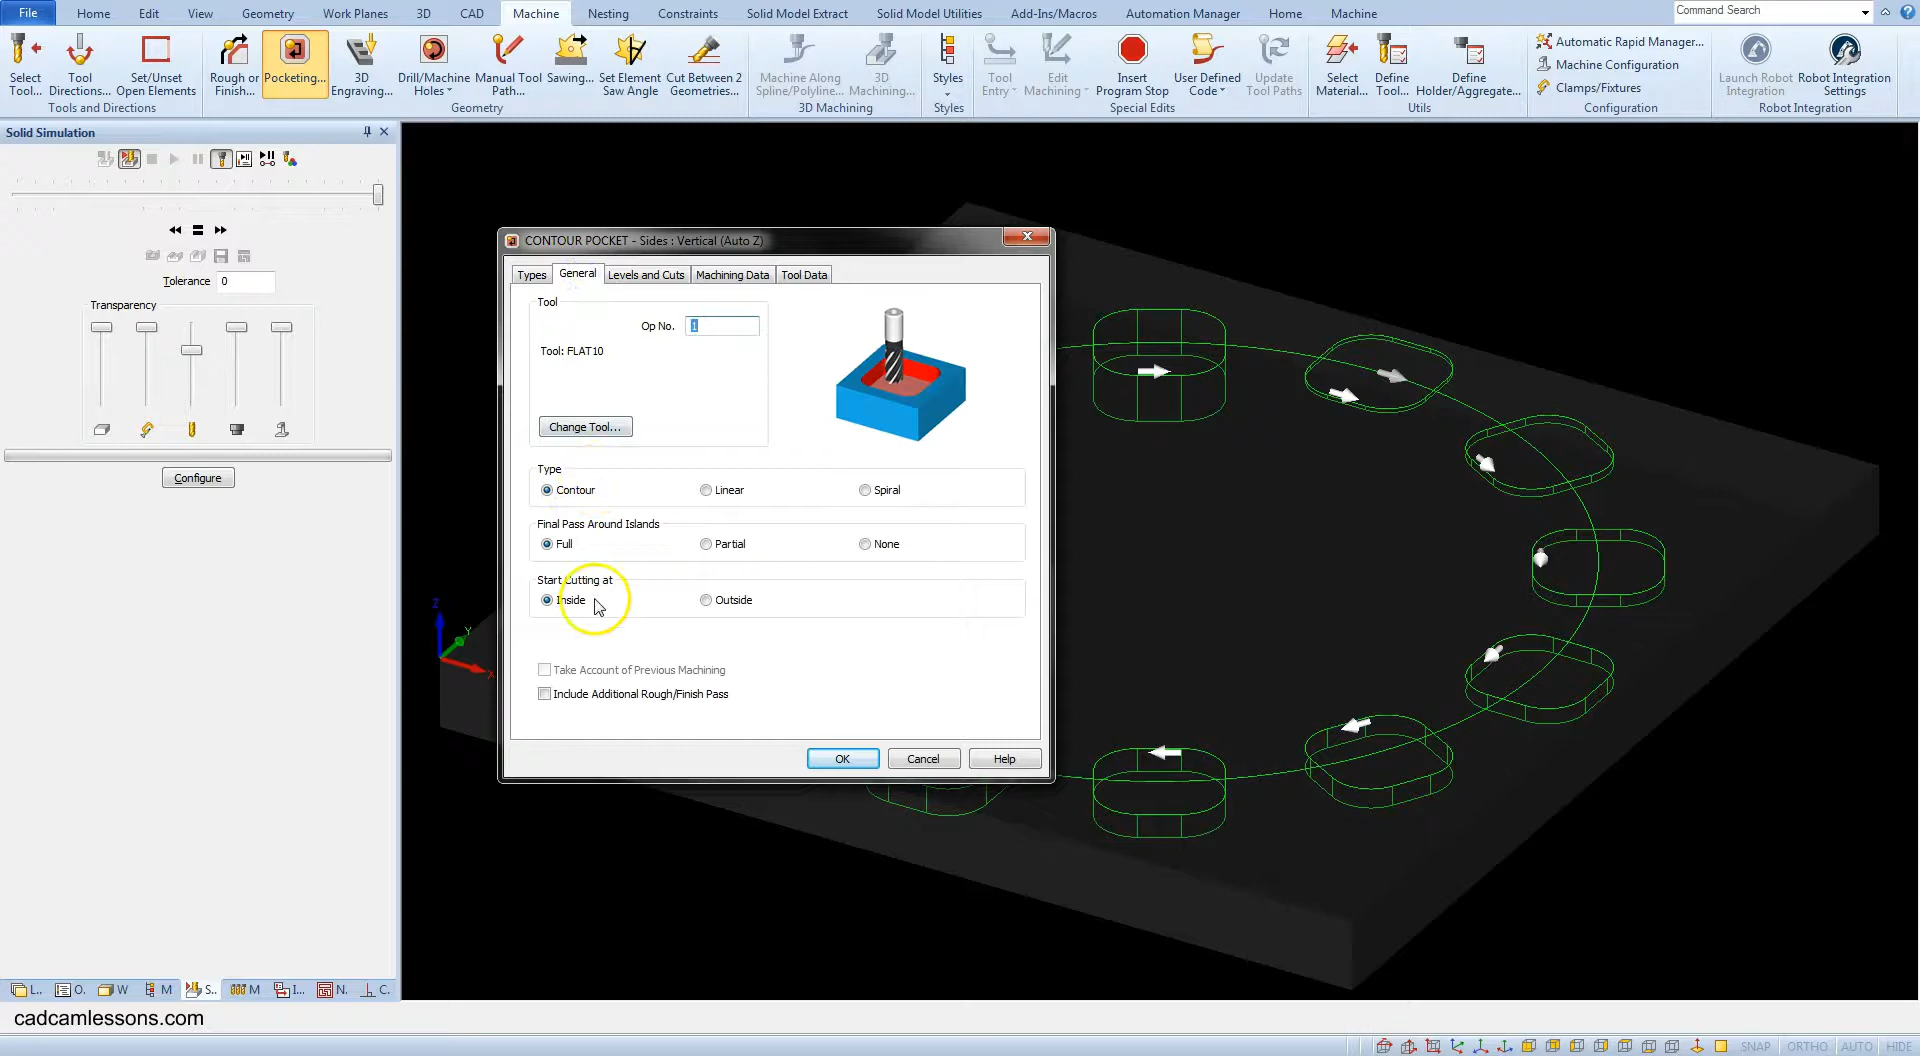 File Home Edit View Geometry Work Planes 3D CAD Machine Nesting Constraints Solid Model Extract Solid Model Utilities Add-Ins/Macros Automation Manager Home Machine Command Search
Select Tool... Tool Directions... Set/Unset Open Elements Rough or Finish... Pocketing... 3D Engraving... Drill/Machine Holes Manual Tool Path... Sawing... Set Element Saw Angle Cut Between 2 Geometries... Machine Along Spline/Polyline... 3D Machining... Styles Tool Entry Edit Machining Insert Program Stop User Defined Code Update Tool Paths Select Material... Define Tool... Define Holder/Aggregate... Automatic Rapid Manager... Machine Configuration Clamps/Fixtures Launch Robot Integration Robot Integration Settings
Tools and Directions Geometry 3D Machining Styles Special Edits Utils Configuration Robot Integration
Solid Simulation
Tolerance 0
Transparency
Configure
CONTOUR POCKET - Sides : Vertical (Auto Z)
Types General Levels and Cuts Machining Data Tool Data
Tool
Op No. 1
Tool: FLAT10
Change Tool...
Type
Contour Linear Spiral
Final Pass Around Islands
Full Partial None
Start Cutting at
Inside Outside
Take Account of Previous Machining
Include Additional Rough/Finish Pass
OK Cancel Help
Z
Y
X
L.. O. W M S.. M I... N. C.
cadcamlessons.com
SNAP ORTHO AUTO HIDE